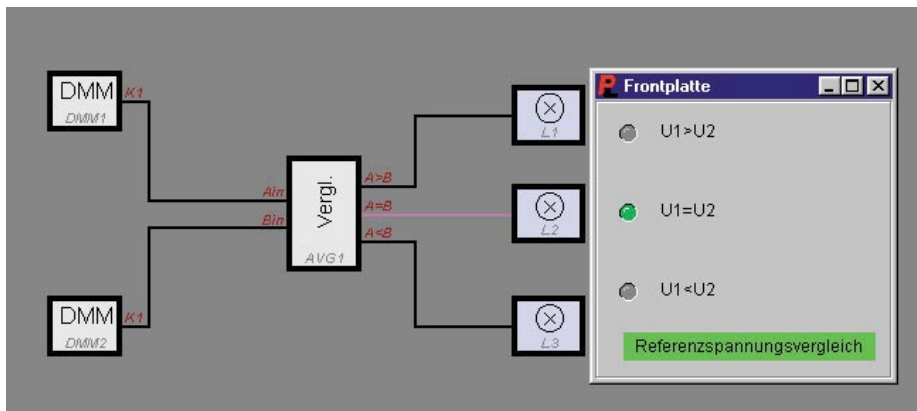 DMM
K1
DMM1
DMM
K1
DMM2
Ain
Bin
Vergl.
AVG1
A>B
A=B
A<B
L1
L2
L3
Frontplatte
U1>U2
U1=U2
U1<U2
Referenzspannungsvergleich